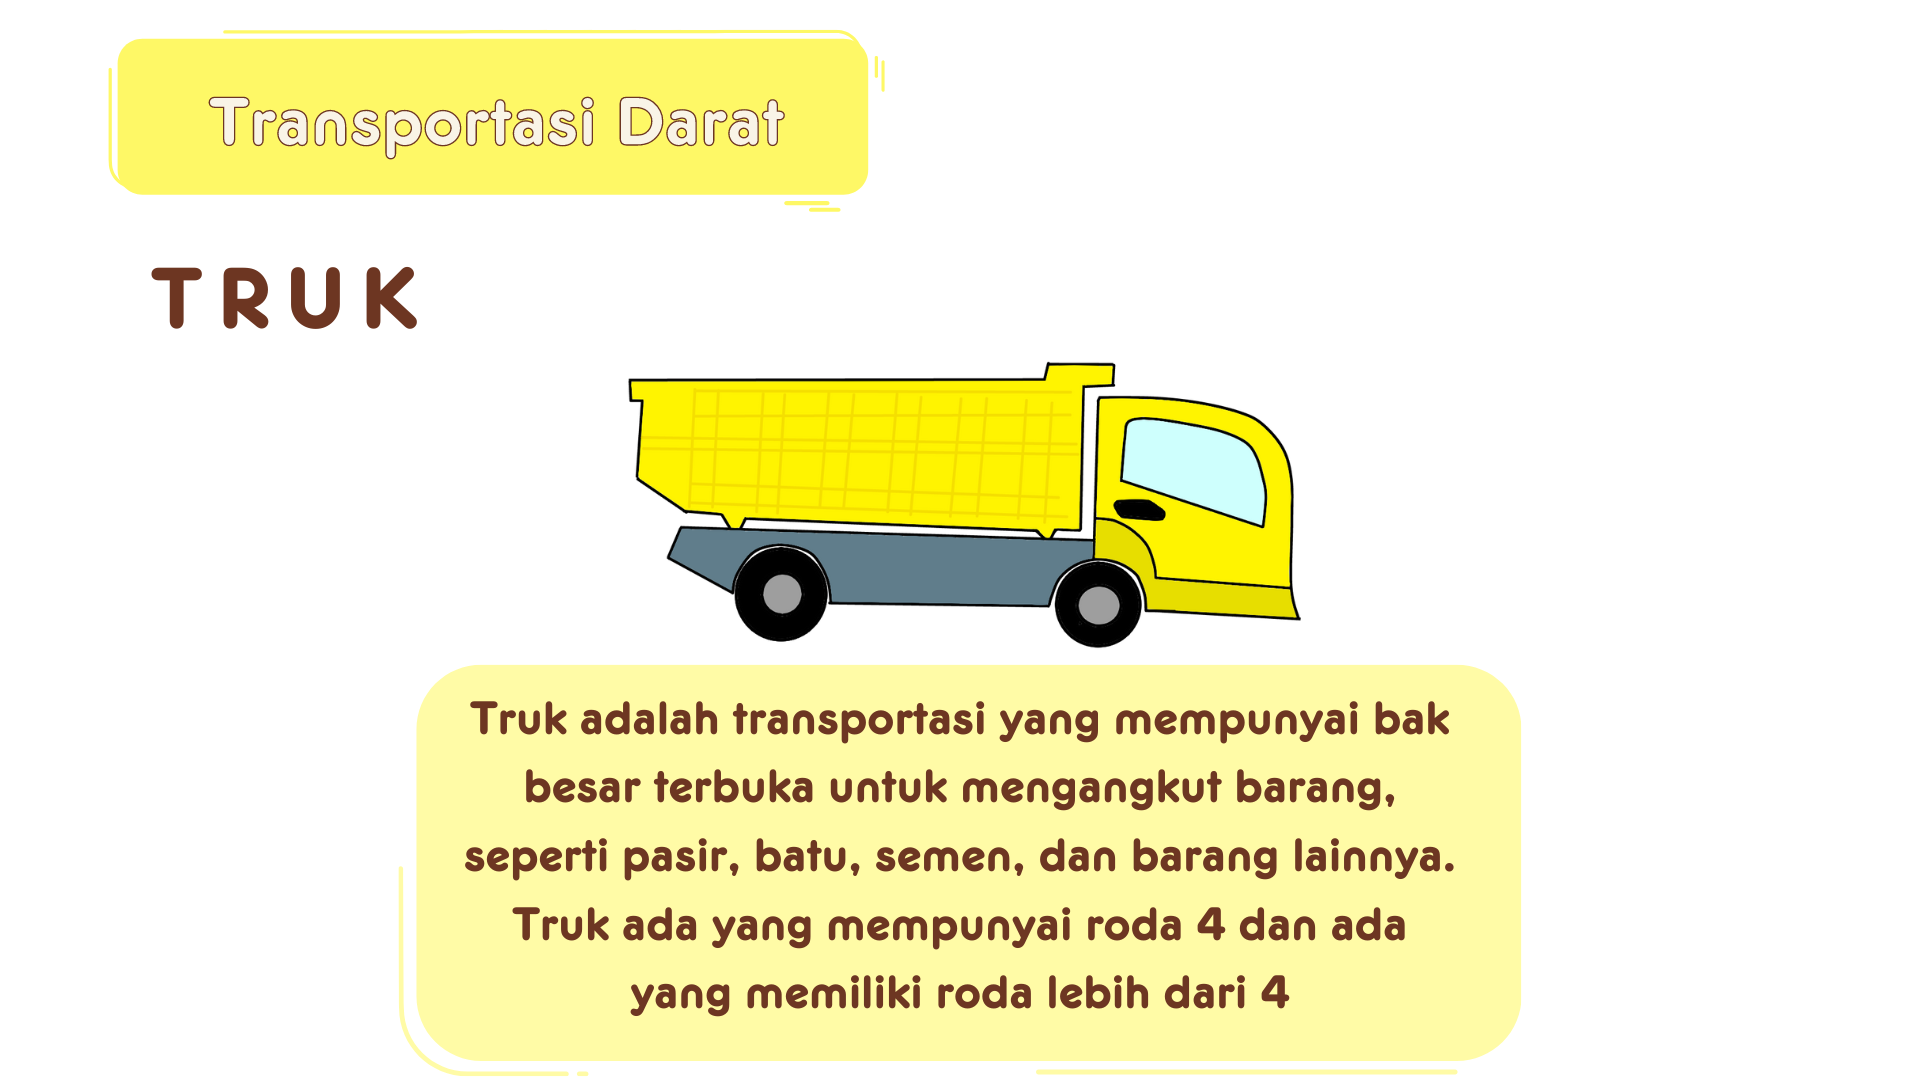 Transportasi Darat
TRUK
Truk adalah transportasi yang mempunyai bak
besar terbuka untuk mengangkut barang,
seperti pasir, batu, semen, dan barang lainnya.
Truk ada yang mempunyai roda 4 dan ada
yang memiliki roda lebih dari 4